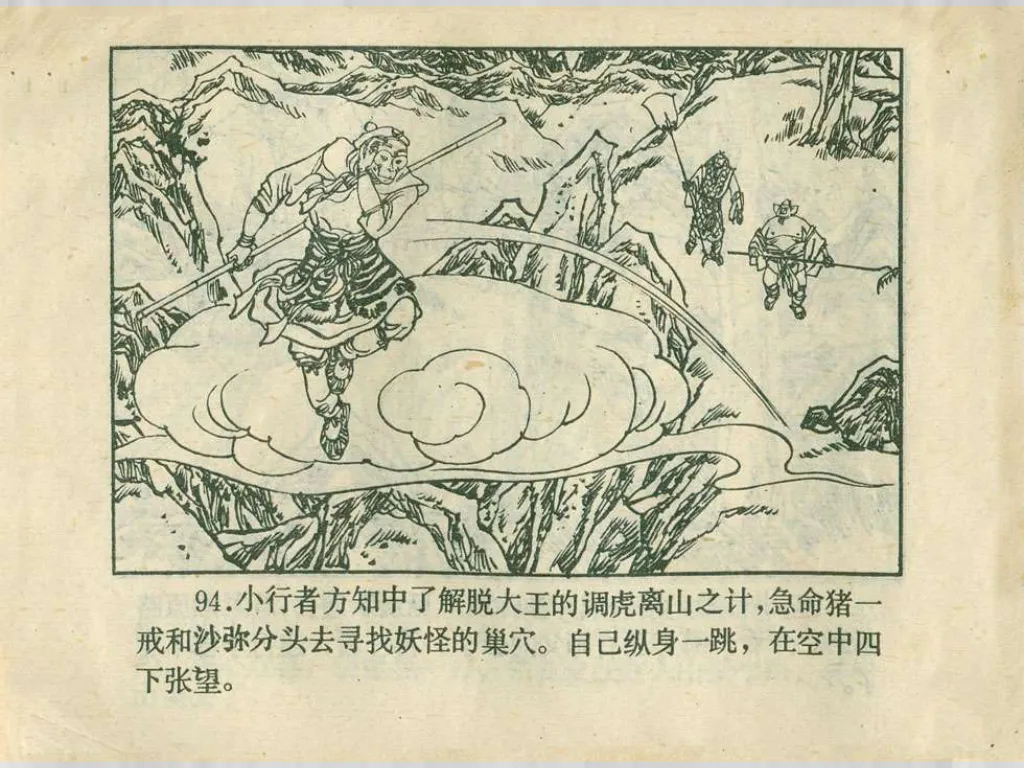 94.小行者方知中了解脱大王的调虎离山之计,急命猪一
戒和沙弥分头去寻找妖怪的巢穴。自己纵身一跳，在空中四
下张望。